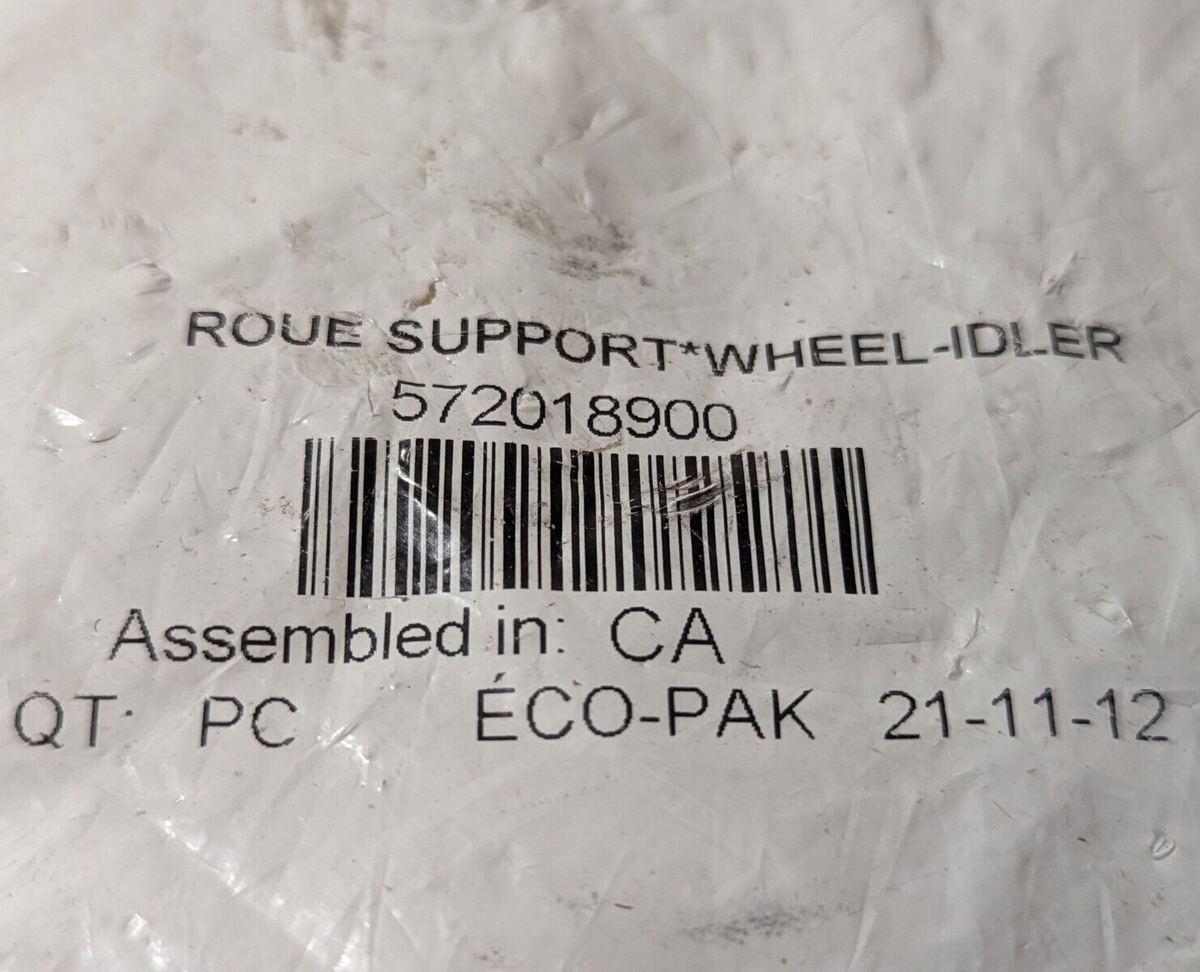 ROUE SUPPORT*WHEEL-IDLER
572018900
Assembled in: CA
QT: PC ÉCO-PAK 21-11-12